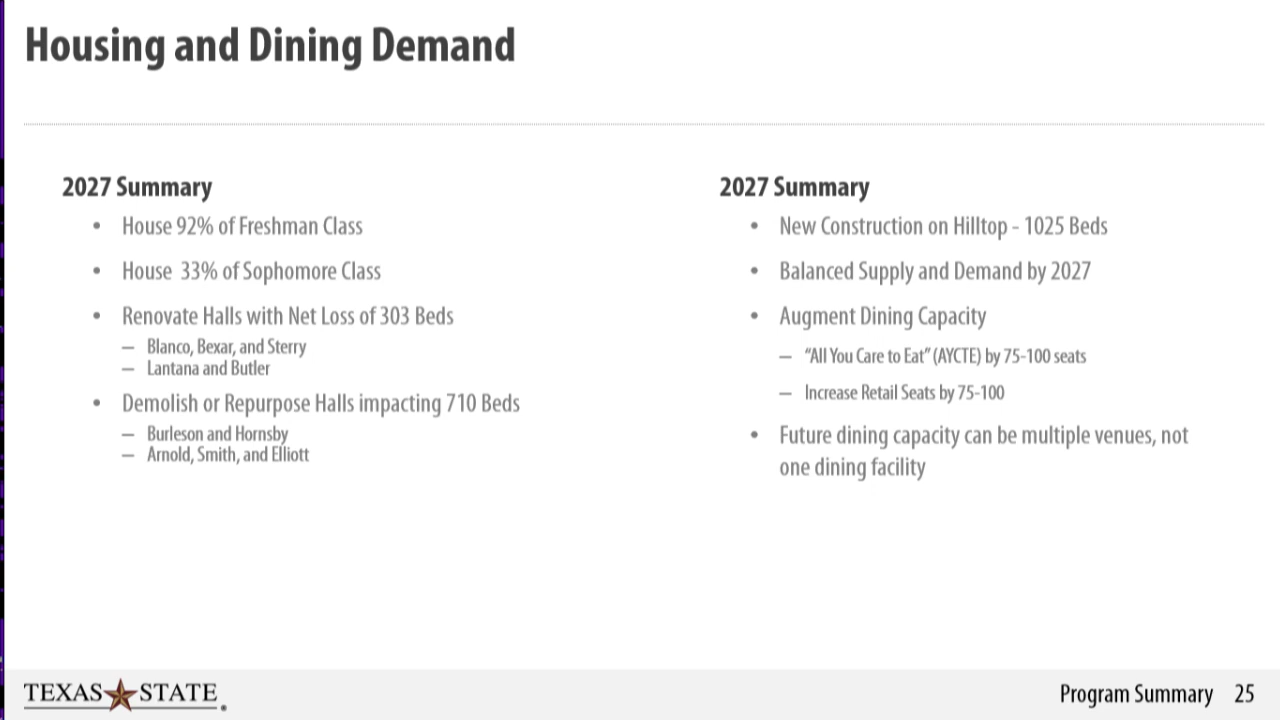 Housing and Dining Demand
2027 Summary
• House 92% of Freshman Class
• House 33% of Sophomore Class
• Renovate Halls with Net Loss of 303 Beds
– Blanco, Bexar, and Sterry
– Lantana and Butler
• Demolish or Repurpose Halls impacting 710 Beds
– Burleson and Hornsby
– Arnold, Smith, and Elliott
2027 Summary
• New Construction on Hilltop - 1025 Beds
• Balanced Supply and Demand by 2027
• Augment Dining Capacity
– “All You Care to Eat” (AYCTE) by 75-100 seats
– Increase Retail Seats by 75-100
• Future dining capacity can be multiple venues, not
one dining facility
TEXAS STATE
Program Summary 25